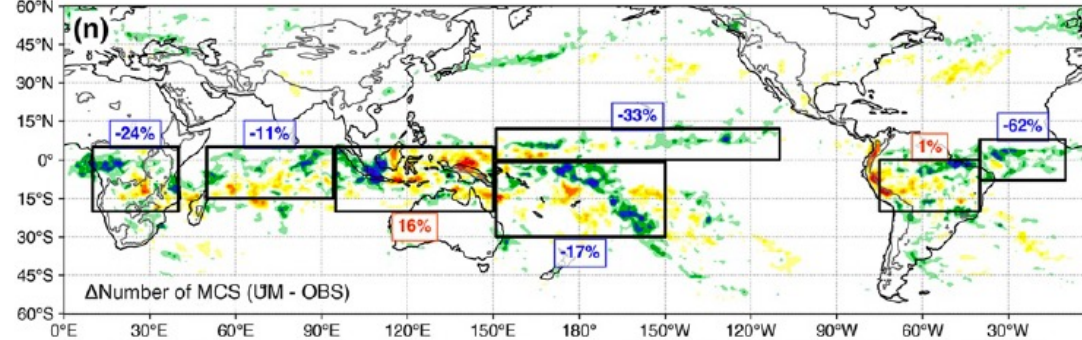 60°N
(n)
45°N
30°N
15°N
0°
15°S
30°S
45°S
60°S
-24%
-11%
-33%
-62%
1%
16%
-17%
ΔNumber of MCS (UM - OBS)
0°E 30°E 60°E 90°E 120°E 150°E 180° 150°W 120°W 90°W 60°W 30°W